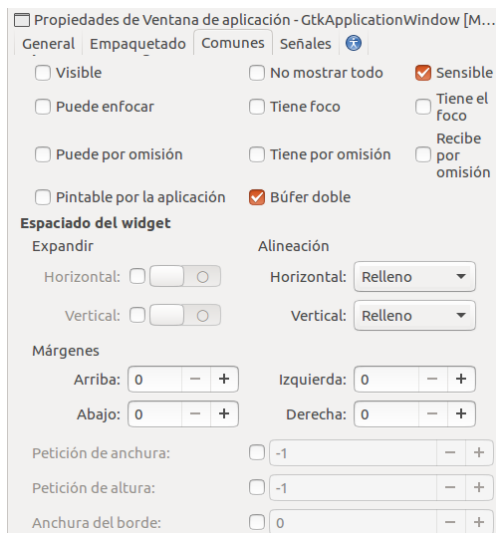 Propiedades de Ventana de aplicación - GtkApplicationWindow [M...
General Empaquetado Comunes Señales
Visible No mostrar todo Sensible
Puede enfocar Tiene foco Tiene el foco
Puede por omisión Tiene por omisión Recibe por omisión
Pintable por la aplicación Búfer doble
Espaciado del widget
Expandir Alineación
Horizontal: Horizontal: Relleno
Vertical: Vertical: Relleno
Márgenes
Arriba: 0 − + Izquierda: 0 − +
Abajo: 0 − + Derecha: 0 − +
Petición de anchura: -1 − +
Petición de altura: -1 − +
Anchura del borde: 0 − +